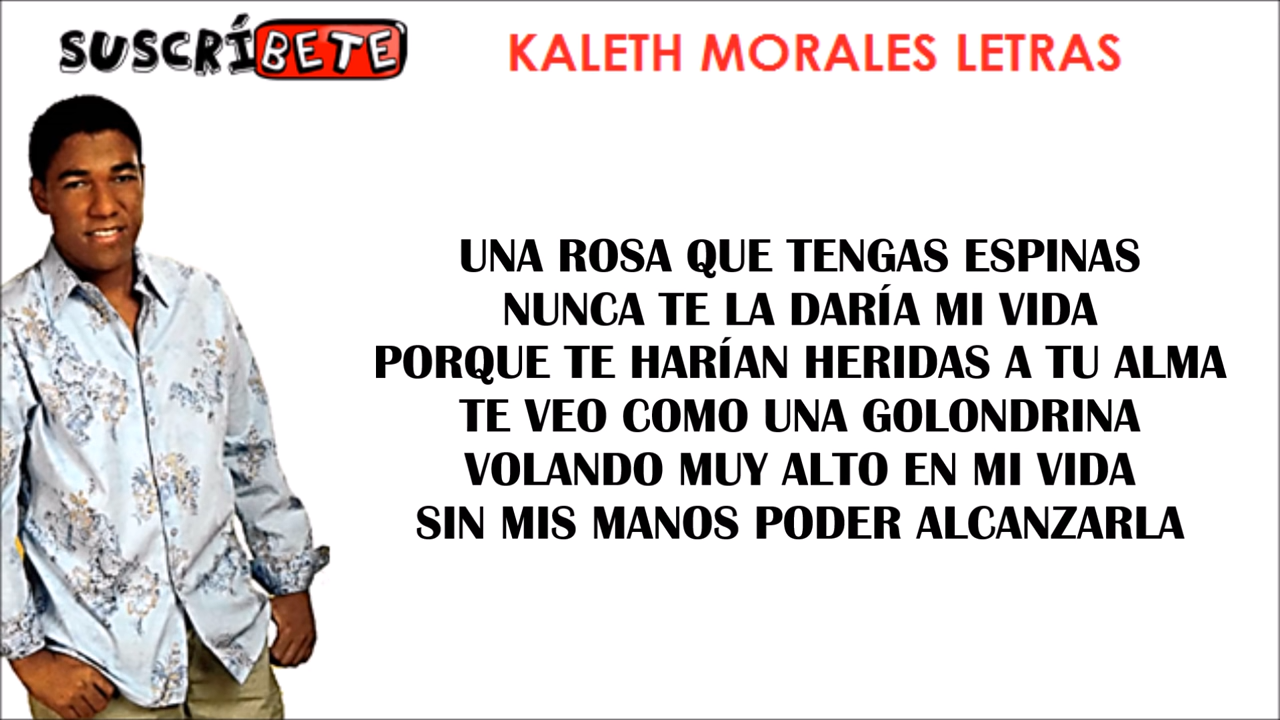 SUSCRÍBETE
KALETH MORALES LETRAS
UNA ROSA QUE TENGAS ESPINAS
NUNCA TE LA DARÍA MI VIDA
PORQUE TE HARÍAN HERIDAS A TU ALMA
TE VEO COMO UNA GOLONDRINA
VOLANDO MUY ALTO EN MI VIDA
SIN MIS MANOS PODER ALCANZARLA